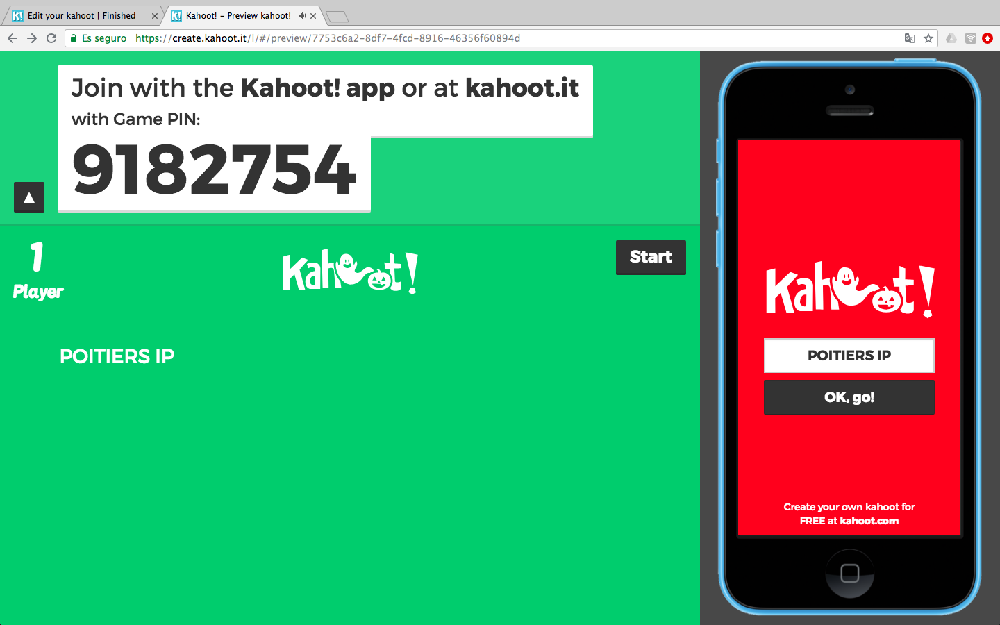 Edit your kahoot | Finished
Kahoot! – Preview kahoot!
Es seguro
https://create.kahoot.it/l/#/preview/7753c6a2-8df7-4fcd-8916-46356f60894d
Join with the Kahoot! app or at kahoot.it
with Game PIN:
9182754
1
Player
Kahoot!
Start
POITIERS IP
Kahoot!
POITIERS IP
OK, go!
Create your own kahoot for
FREE at kahoot.com